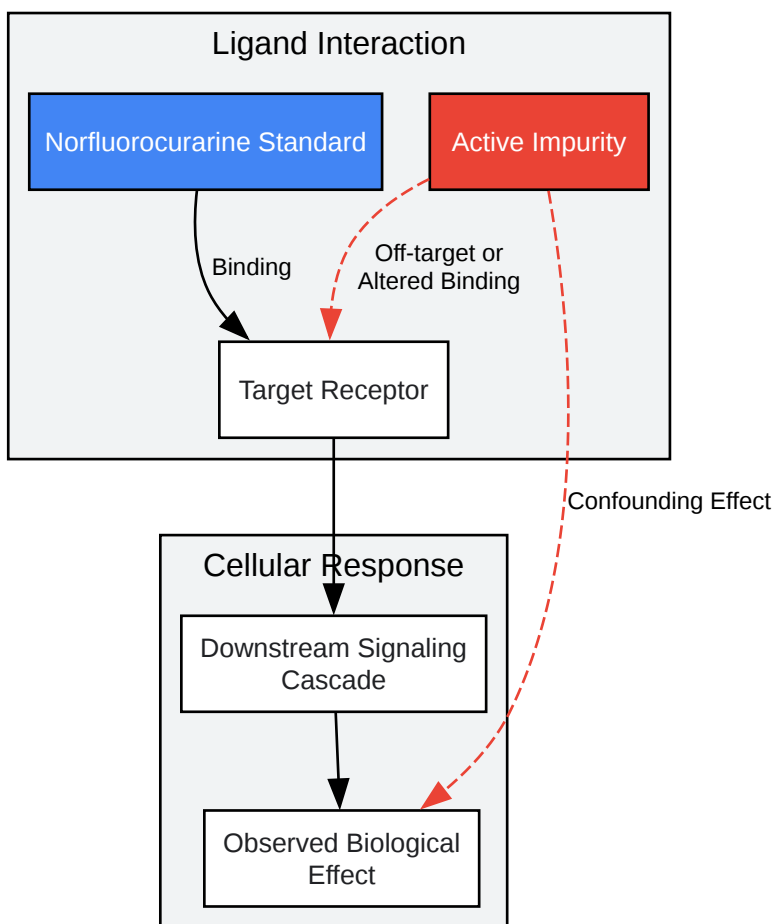 Ligand Interaction
Norfluorocurarine Standard
Active Impurity
Binding
Off-target or
Altered Binding
Target Receptor
Confounding Effect
Cellular Response
Downstream Signaling
Cascade
Observed Biological
Effect